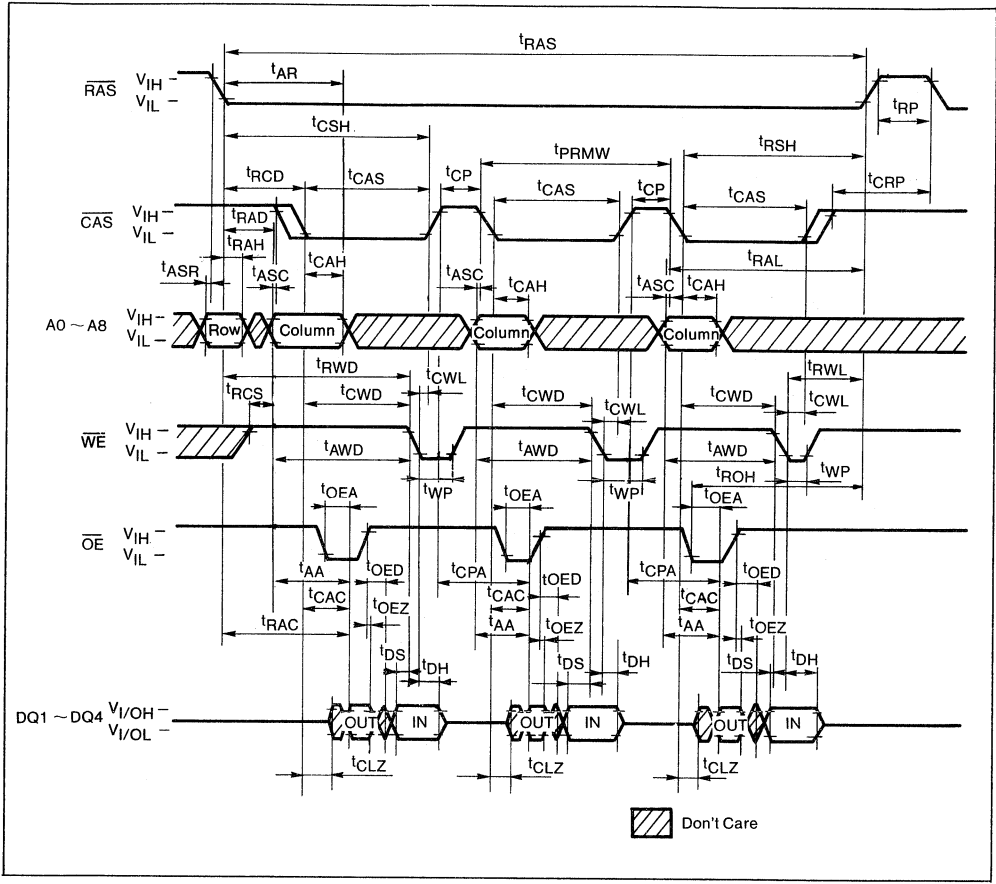 tRAS
tAR
RAS VIH
VIL
tRP
tCSH
tPRMW
tRSH
tRCD tCAS tCP tCAS tCP tCAS tCRP
CAS VIH
VIL
tRAD
tRAH
tRAL
tASR tASC tCAH tASC tCAH tASC tCAH
A0 ~ A8 VIH
VIL
Row Column Column Column
tRWD tCWL tRWL
tRCS tCWD tCWD tCWL tCWD tCWL
WE VIH
VIL
tAWD tAWD tAWD
tROH tWP
tOEA tWP tOEA tWP tOEA
OE VIH
VIL
tAA tOED tCPA tOED tCPA tOED
tCAC tOEZ tCAC tOEZ tCAC tOEZ
tRAC tAA tAA
tDS tDH tDS tDH tDS tDH
DQ1 ~ DQ4 VI/OH
VI/OL
OUT IN OUT IN OUT IN
tCLZ tCLZ tCLZ
Don't Care